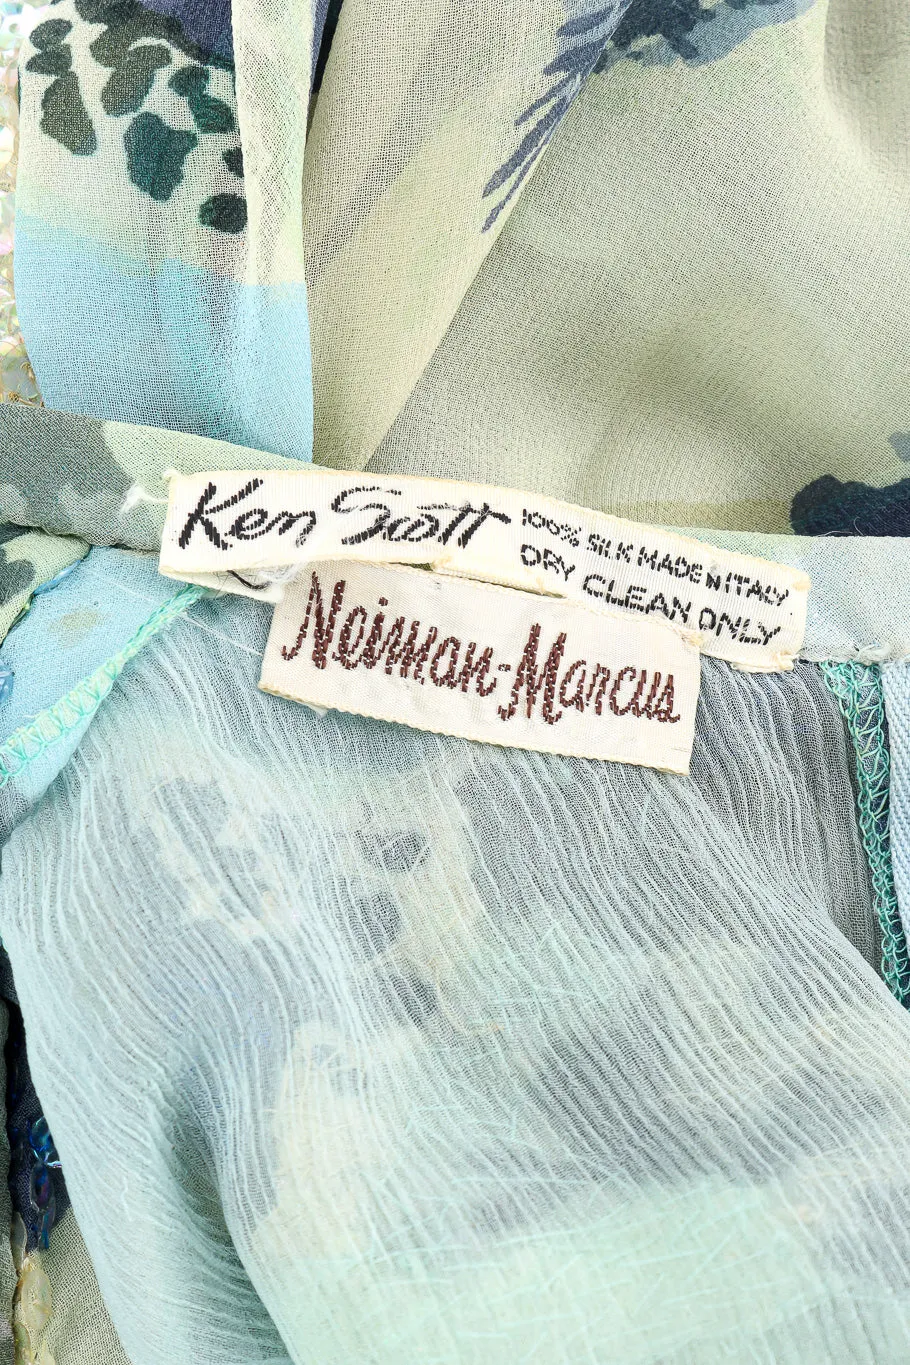 Ken Scott
100% SILK MADE IN ITALY
DRY CLEAN ONLY
Neiman-Marcus